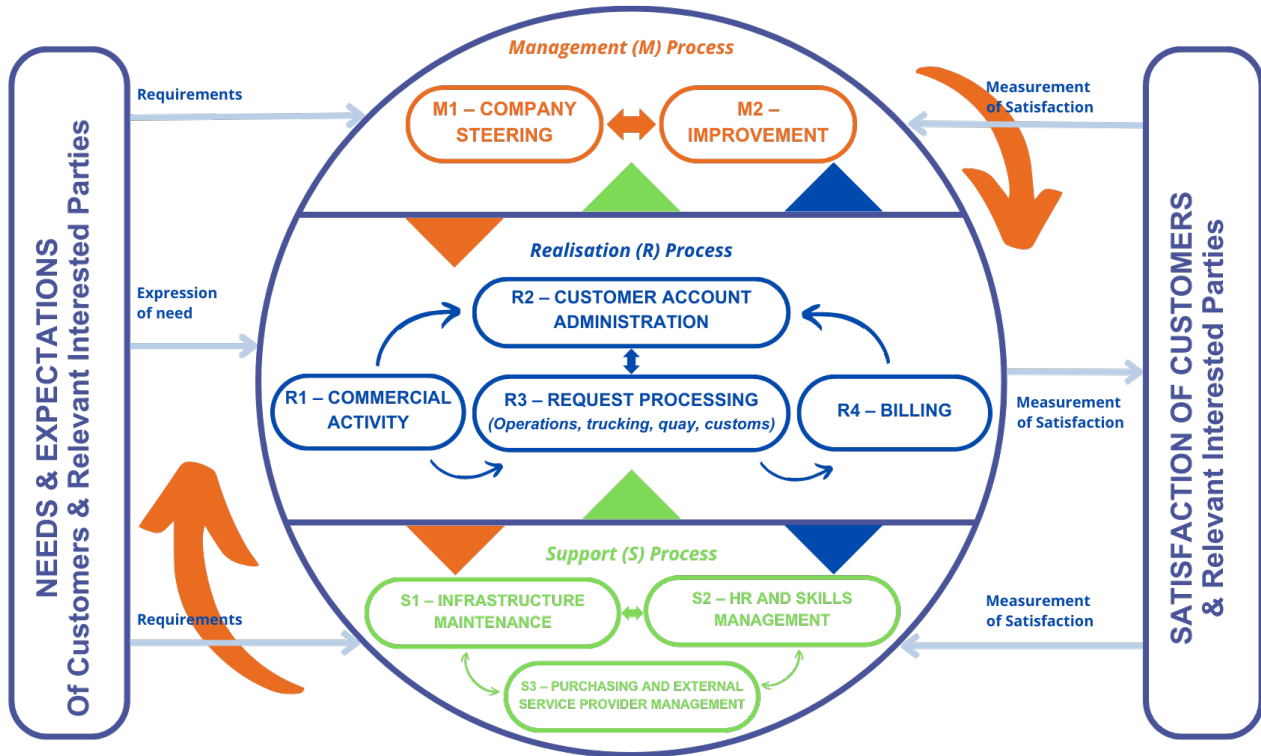 NEEDS & EXPECTATIONS
Of Customers & Relevant Interested Parties
Requirements
Expression
of need
Requirements
Management (M) Process
M1 – COMPANY
STEERING
M2 –
IMPROVEMENT
Realisation (R) Process
R2 – CUSTOMER ACCOUNT
ADMINISTRATION
R1 – COMMERCIAL
ACTIVITY
R3 – REQUEST PROCESSING
(Operations, trucking, quay, customs)
R4 – BILLING
Support (S) Process
S1 – INFRASTRUCTURE
MAINTENANCE
S2 – HR AND SKILLS
MANAGEMENT
S3 – PURCHASING AND EXTERNAL
SERVICE PROVIDER MANAGEMENT
Measurement
of Satisfaction
Measurement
of Satisfaction
Measurement
of Satisfaction
SATISFACTION OF CUSTOMERS
& Relevant Interested Parties